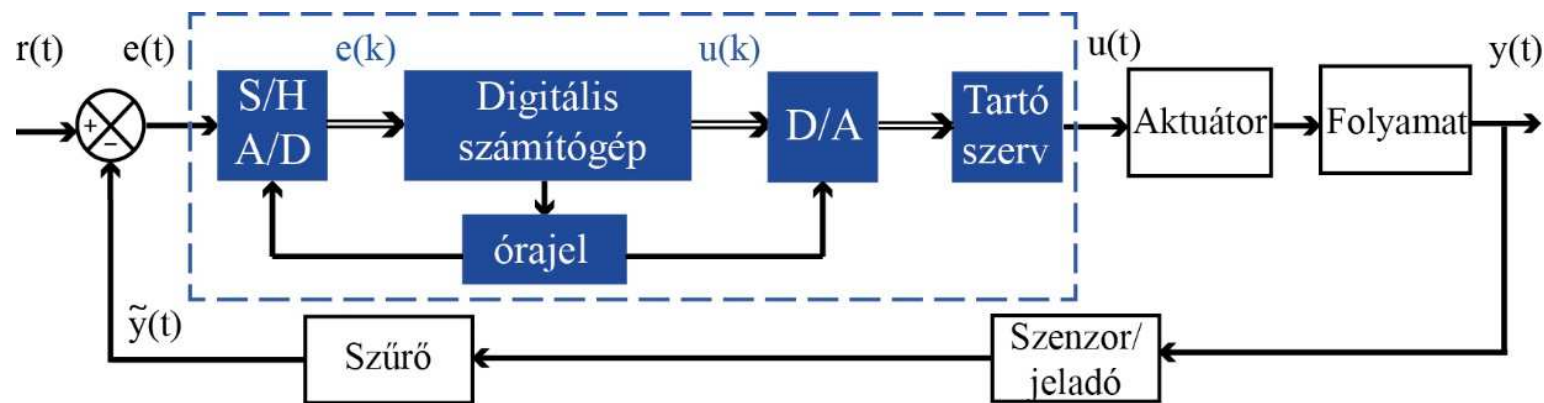 r(t)
e(t)
+
−
S/H
A/D
e(k)
Digitális
számítógép
u(k)
D/A
Tartó
szerv
u(t)
Aktuátor
Folyamat
y(t)
órajel
ỹ(t)
Szűrő
Szenzor/
jeladó